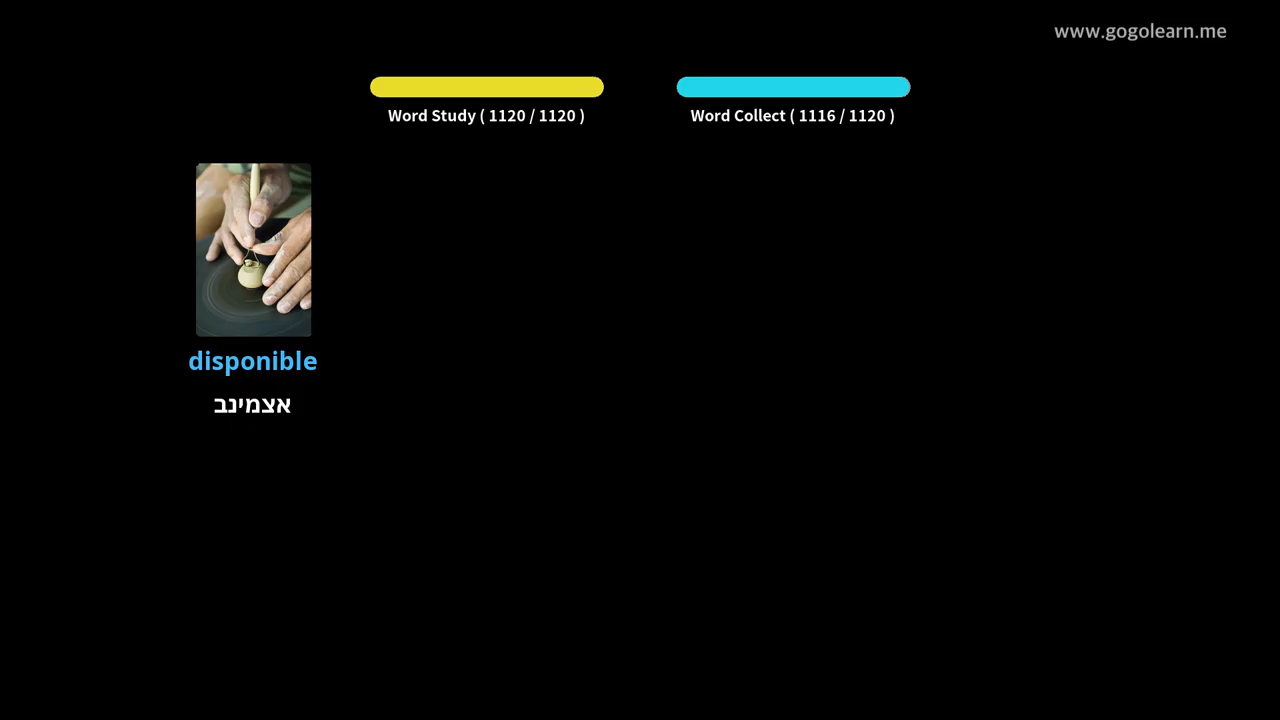 www.gogolearn.me
Word Study ( 1120 / 1120 )
Word Collect ( 1116 / 1120 )
disponible
אצמינב